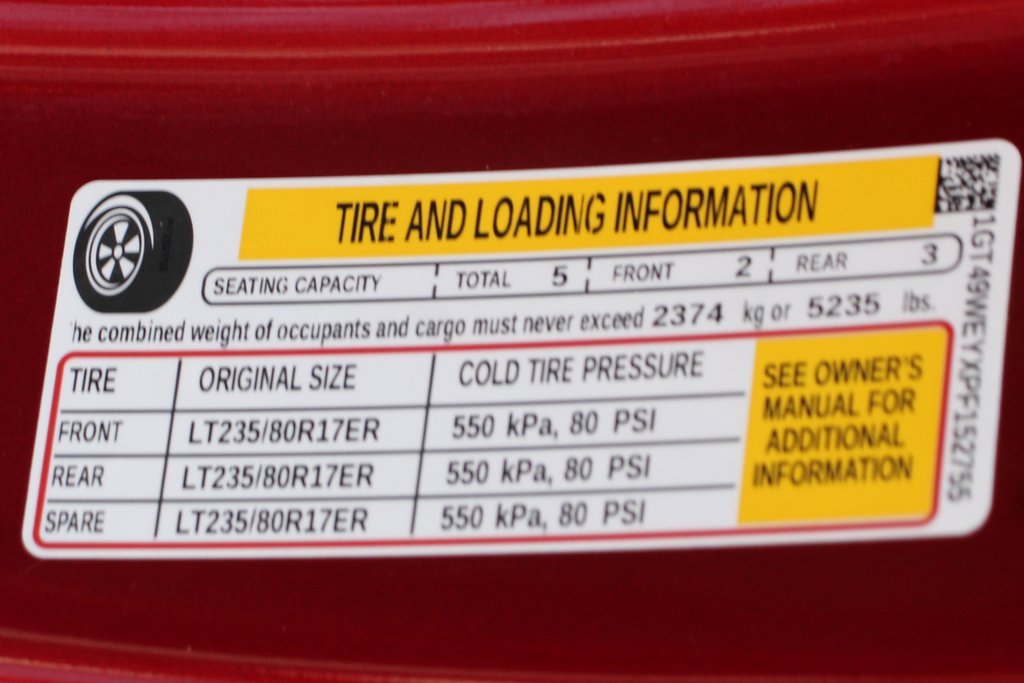 TIRE AND LOADING INFORMATION
SEATING CAPACITY TOTAL 5 FRONT 2 REAR 3
he combined weight of occupants and cargo must never exceed 2374 kg or 5235 lbs.
TIRE ORIGINAL SIZE COLD TIRE PRESSURE
FRONT LT235/80R17ER 550 kPa, 80 PSI
REAR LT235/80R17ER 550 kPa, 80 PSI
SPARE LT235/80R17ER 550 kPa, 80 PSI
SEE OWNER'S
MANUAL FOR
ADDITIONAL
INFORMATION
1GT49WEYXPF152755